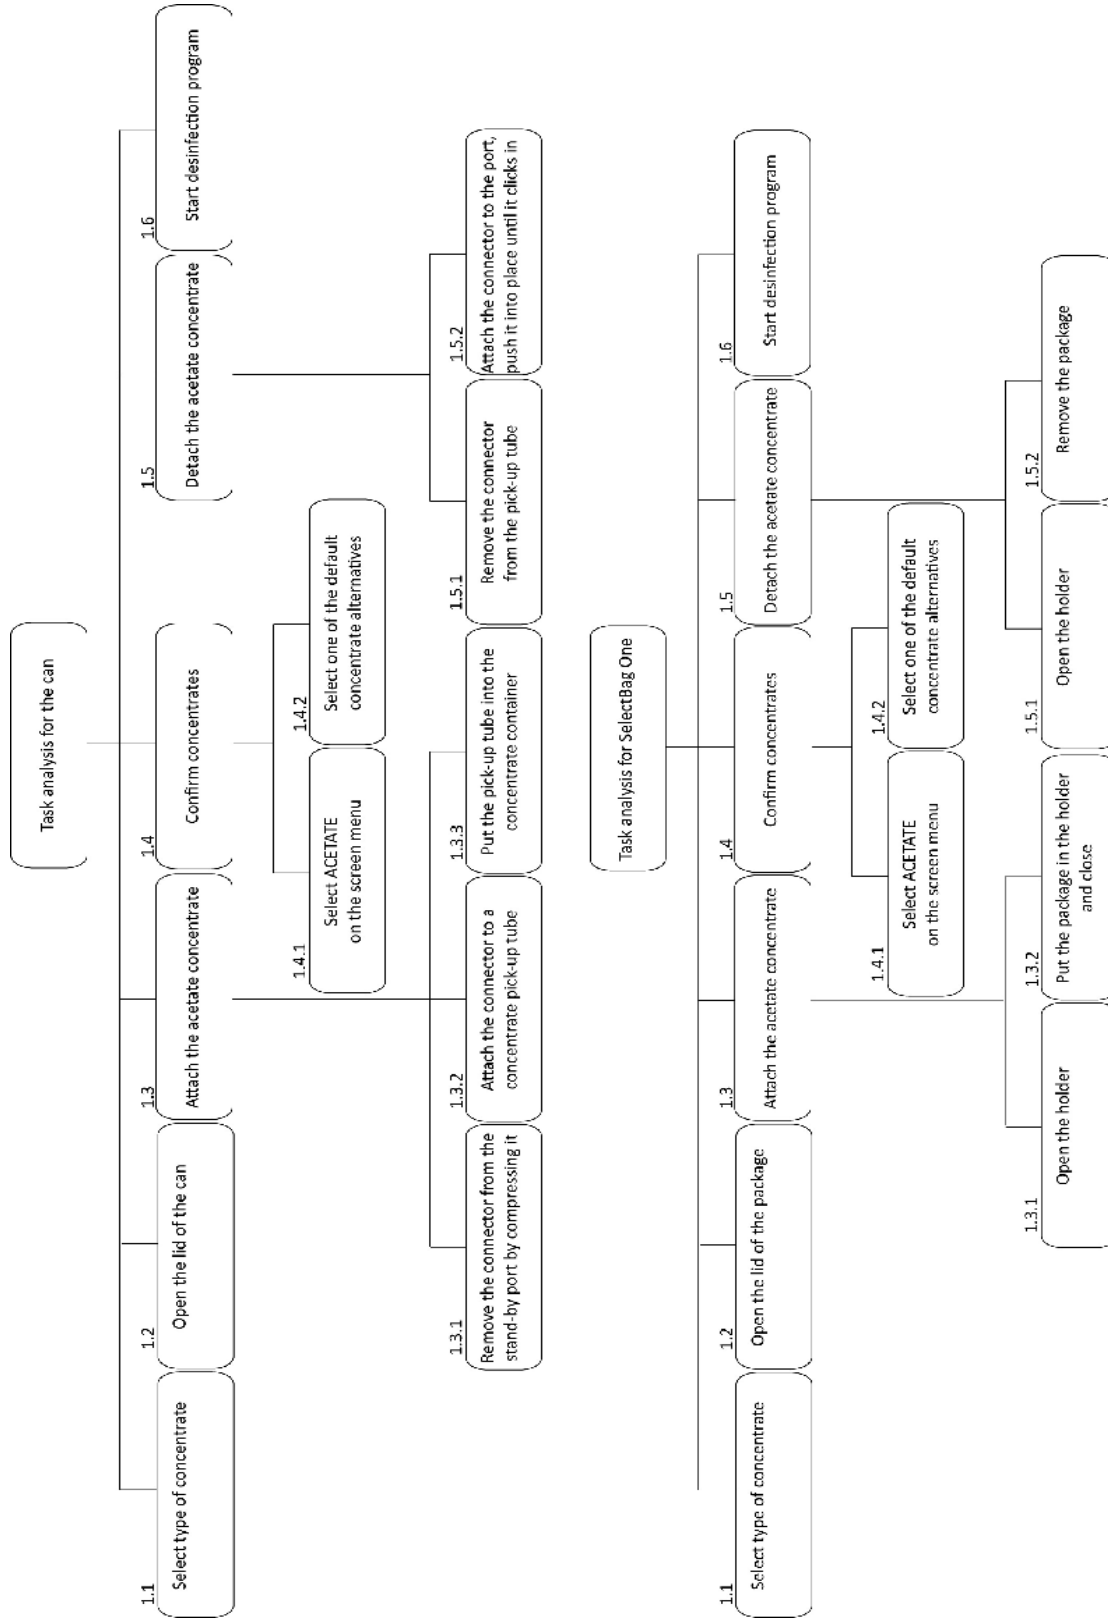 Task analysis for the can
1.1
Select type of concentrate
1.2
Open the lid of the can
1.3
Attach the acetate concentrate
1.4
Confirm concentrates
1.5
Detach the acetate concentrate
1.6
Start desinfection program
1.4.1
Select ACETATE
on the screen menu
1.4.2
Select one of the default
concentrate alternatives
1.3.1
Remove the connector from the
stand-by port by compressing it
1.3.2
Attach the connector to a
concentrate pick-up tube
1.3.3
Put the pick-up tube into the
concentrate container
1.5.1
Remove the connector
from the pick-up tube
1.5.2
Attach the connector to the port,
push it into place until it clicks in
Task analysis for SelectBag One
1.1
Select type of concentrate
1.2
Open the lid of the package
1.3
Attach the acetate concentrate
1.4
Confirm concentrates
1.5
Detach the acetate concentrate
1.6
Start desinfection program
1.4.1
Select ACETATE
on the screen menu
1.4.2
Select one of the default
concentrate alternatives
1.3.1
Open the holder
1.3.2
Put the package in the holder
and close
1.5.1
Open the holder
1.5.2
Remove the package